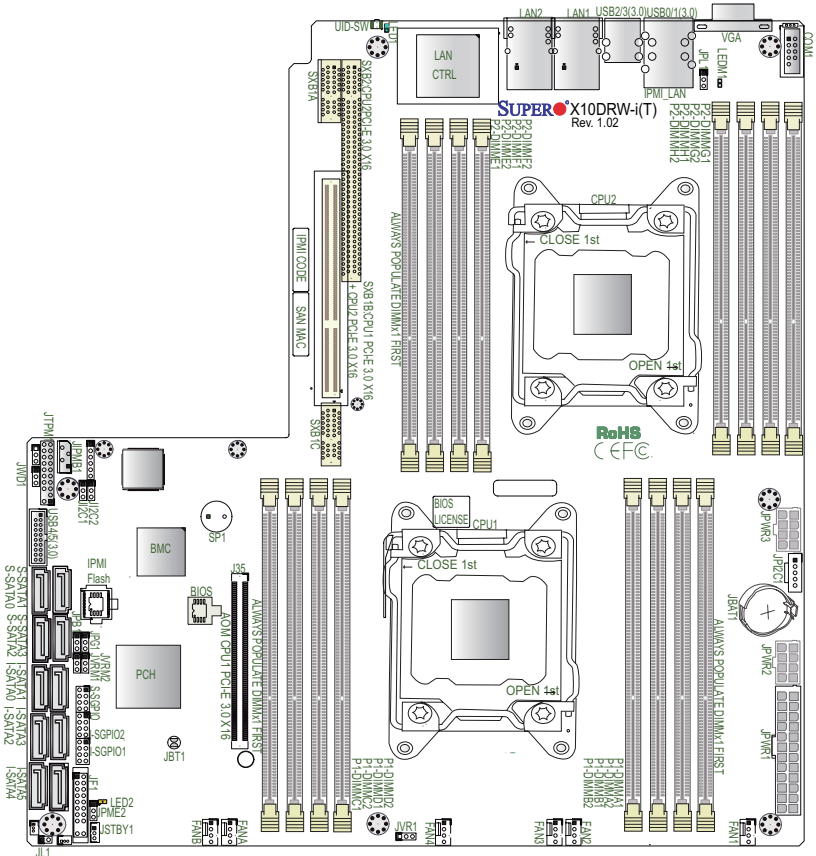 UID-SW
LED1
LAN2
LAN1
USB2/3(3.0)
USB0/1(3.0)
VGA
COM1
LAN
CTRL
IPMI_LAN
JPL1
LEDM1
SUPER X10DRW-i(T)
Rev. 1.02
SXB1A
SXB2:CPU2PCI-E 3.0 X16
P2-DIMME1
P2-DIMME2
P2-DIMMF1
P2-DIMMF2
P2-DIMMH2
P2-DIMMH1
P2-DIMMG2
P2-DIMMG1
ALWAYS POPULATE DIMMx1 FIRST
CPU2
← CLOSE 1st
OPEN 1st
IPMI CODE
SAN MAC
SXB1B:CPU1 PCI-E 3.0 X16
+ CPU2 PCI-E 3.0 X16
SXB1C
RoHS
CE FC
JIPMB1
JWD1
JI2C1
JI2C2
USB4/5(3.0)
SP1
BMC
IPMI
Flash
BIOS
J35
AOM CPU1 PCI-E 3.0 X16
ALWAYS POPULATE DIMMx1 FIRST
BIOS
LICENSE
CPU1
← CLOSE 1st
OPEN 1st
ALWAYS POPULATE DIMMx1 FIRST
JPWR3
JPI2C1
JBAT1
+
JPWR2
JPWR1
S-SATA0
S-SATA1
S-SATA2
S-SATA3
I-SATA0
I-SATA1
I-SATA2
I-SATA3
I-SATA4
I-SATA5
JPG1
JVRM1
JVRM2
PCH
S-SGPIO
I-SGPIO2
I-SGPIO1
JBT1
JF1
LED2
JPME2
JSTBY1
JL1
P1-DIMMC1
P1-DIMMC2
P1-DIMMD1
P1-DIMMD2
P1-DIMMB2
P1-DIMMB1
P1-DIMMA2
P1-DIMMA1
FANB
FANA
JVR1
FAN4
FAN3
FAN2
FAN1